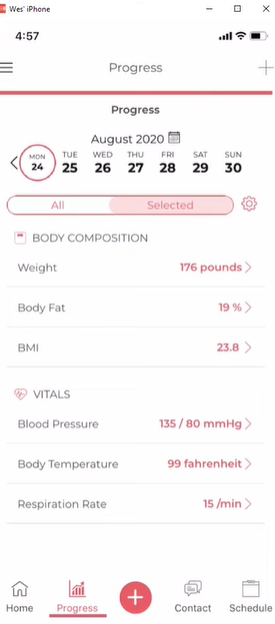 Wes' iPhone
4:57
Progress
Progress
August 2020
MON TUE WED THU FRI SAT SUN
24 25 26 27 28 29 30
All Selected
BODY COMPOSITION
Weight 176 pounds
Body Fat 19 %
BMI 23.8
VITALS
Blood Pressure 135 / 80 mmHg
Body Temperature 99 fahrenheit
Respiration Rate 15 /min
Home Progress Contact Schedule